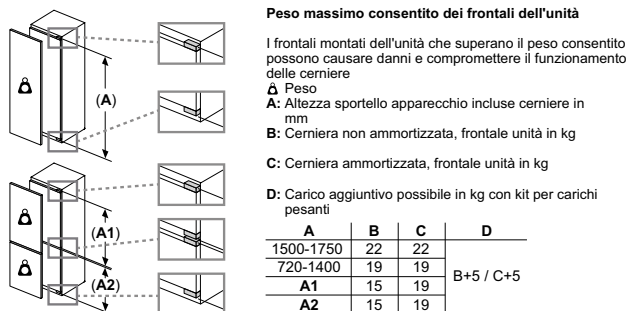 Peso massimo consentito dei frontali dell'unità
I frontali montati dell'unità che superano il peso consentito
possono causare danni e compromettere il funzionamento
delle cerniere
Peso
A: Altezza sportello apparecchio incluse cerniere in
mm
B: Cerniera non ammortizzata, frontale unità in kg
C: Cerniera ammortizzata, frontale unità in kg
D: Carico aggiuntivo possibile in kg con kit per carichi
pesanti
A B C D
1500-1750 22 22
720-1400 19 19
B+5 / C+5
A1 15 19
A2 15 19
(A)
(A1)
(A2)